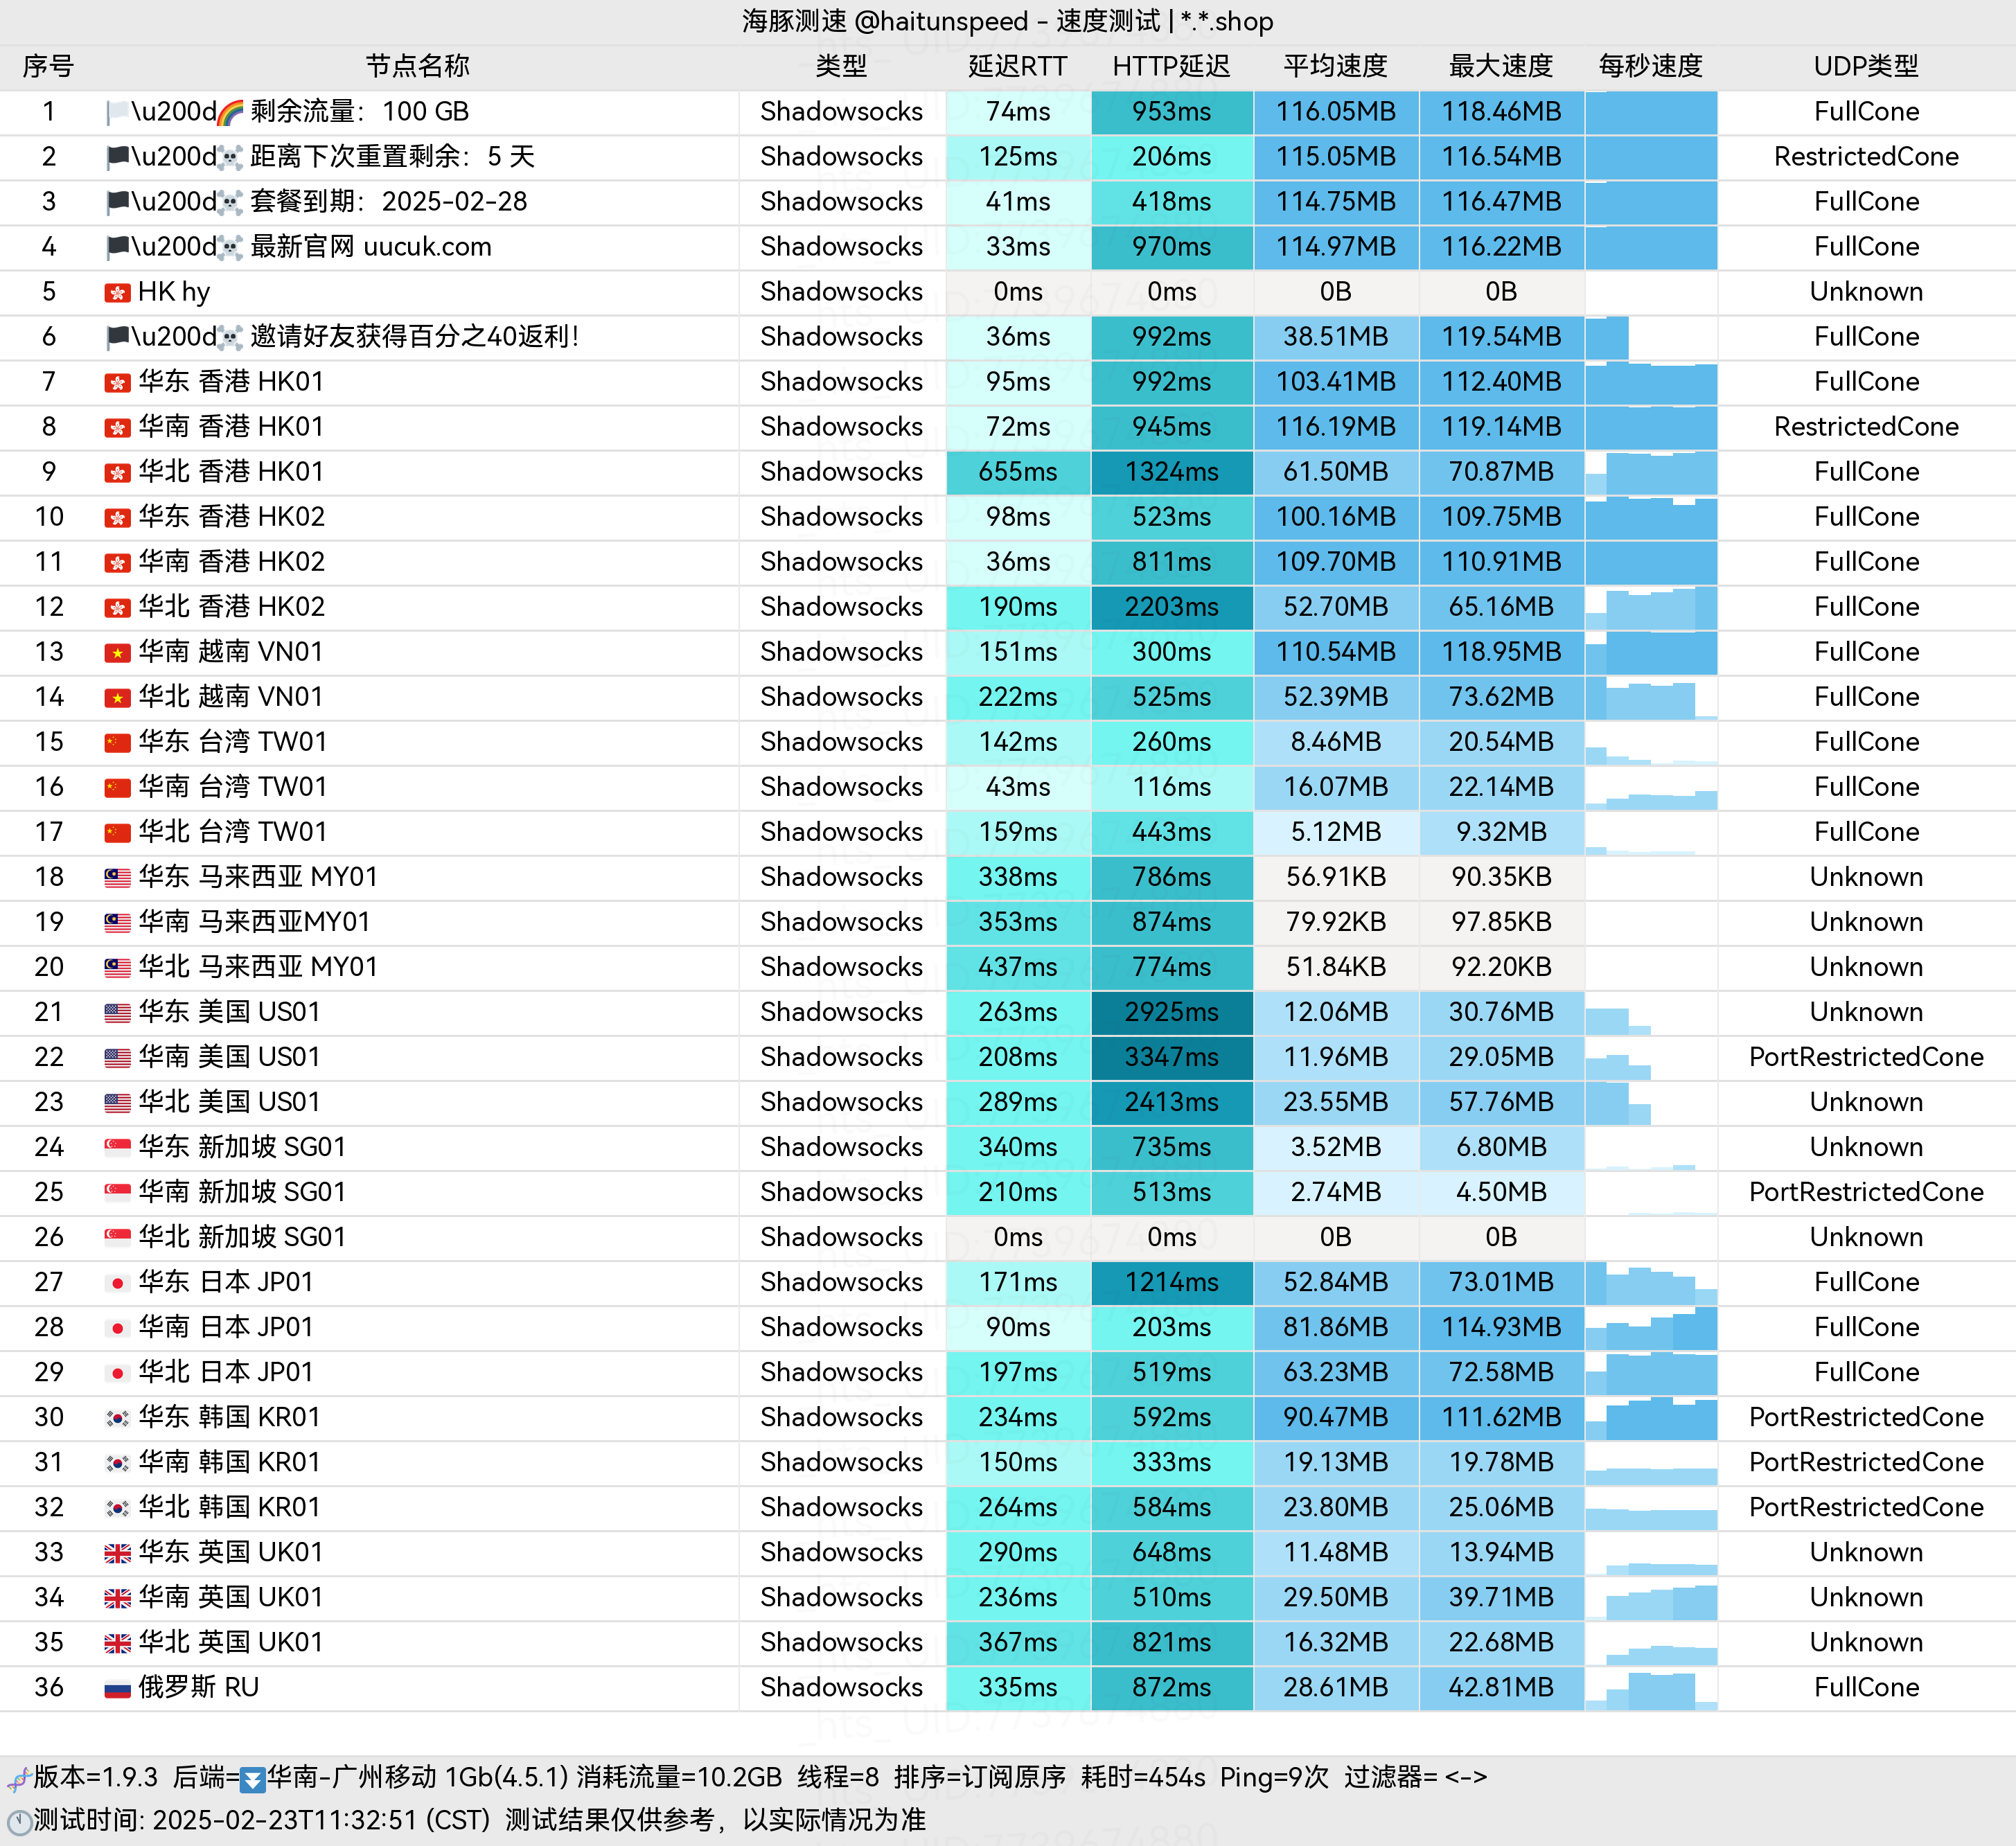 海豚测速 @haitunspeed - 速度测试 | *.*.shop
序号 节点名称 类型 延迟RTT HTTP延迟 平均速度 最大速度 每秒速度 UDP类型
1 🏳️\u200d🌈 剩余流量：100 GB Shadowsocks 74ms 953ms 116.05MB 118.46MB FullCone
2 🏴\u200d☠️ 距离下次重置剩余：5 天 Shadowsocks 125ms 206ms 115.05MB 116.54MB RestrictedCone
3 🏴\u200d☠️ 套餐到期：2025-02-28 Shadowsocks 41ms 418ms 114.75MB 116.47MB FullCone
4 🏴\u200d☠️ 最新官网 uucuk.com Shadowsocks 33ms 970ms 114.97MB 116.22MB FullCone
5 🇭🇰 HK hy Shadowsocks 0ms 0ms 0B 0B Unknown
6 🏴\u200d☠️ 邀请好友获得百分之40返利！ Shadowsocks 36ms 992ms 38.51MB 119.54MB FullCone
7 🇭🇰 华东 香港 HK01 Shadowsocks 95ms 992ms 103.41MB 112.40MB FullCone
8 🇭🇰 华南 香港 HK01 Shadowsocks 72ms 945ms 116.19MB 119.14MB RestrictedCone
9 🇭🇰 华北 香港 HK01 Shadowsocks 655ms 1324ms 61.50MB 70.87MB FullCone
10 🇭🇰 华东 香港 HK02 Shadowsocks 98ms 523ms 100.16MB 109.75MB FullCone
11 🇭🇰 华南 香港 HK02 Shadowsocks 36ms 811ms 109.70MB 110.91MB FullCone
12 🇭🇰 华北 香港 HK02 Shadowsocks 190ms 2203ms 52.70MB 65.16MB FullCone
13 🇻🇳 华南 越南 VN01 Shadowsocks 151ms 300ms 110.54MB 118.95MB FullCone
14 🇻🇳 华北 越南 VN01 Shadowsocks 222ms 525ms 52.39MB 73.62MB FullCone
15 🇨🇳 华东 台湾 TW01 Shadowsocks 142ms 260ms 8.46MB 20.54MB FullCone
16 🇨🇳 华南 台湾 TW01 Shadowsocks 43ms 116ms 16.07MB 22.14MB FullCone
17 🇨🇳 华北 台湾 TW01 Shadowsocks 159ms 443ms 5.12MB 9.32MB FullCone
18 🇲🇾 华东 马来西亚 MY01 Shadowsocks 338ms 786ms 56.91KB 90.35KB Unknown
19 🇲🇾 华南 马来西亚MY01 Shadowsocks 353ms 874ms 79.92KB 97.85KB Unknown
20 🇲🇾 华北 马来西亚 MY01 Shadowsocks 437ms 774ms 51.84KB 92.20KB Unknown
21 🇺🇸 华东 美国 US01 Shadowsocks 263ms 2925ms 12.06MB 30.76MB Unknown
22 🇺🇸 华南 美国 US01 Shadowsocks 208ms 3347ms 11.96MB 29.05MB PortRestrictedCone
23 🇺🇸 华北 美国 US01 Shadowsocks 289ms 2413ms 23.55MB 57.76MB Unknown
24 🇸🇬 华东 新加坡 SG01 Shadowsocks 340ms 735ms 3.52MB 6.80MB Unknown
25 🇸🇬 华南 新加坡 SG01 Shadowsocks 210ms 513ms 2.74MB 4.50MB PortRestrictedCone
26 🇸🇬 华北 新加坡 SG01 Shadowsocks 0ms 0ms 0B 0B Unknown
27 🇯🇵 华东 日本 JP01 Shadowsocks 171ms 1214ms 52.84MB 73.01MB FullCone
28 🇯🇵 华南 日本 JP01 Shadowsocks 90ms 203ms 81.86MB 114.93MB FullCone
29 🇯🇵 华北 日本 JP01 Shadowsocks 197ms 519ms 63.23MB 72.58MB FullCone
30 🇰🇷 华东 韩国 KR01 Shadowsocks 234ms 592ms 90.47MB 111.62MB PortRestrictedCone
31 🇰🇷 华南 韩国 KR01 Shadowsocks 150ms 333ms 19.13MB 19.78MB PortRestrictedCone
32 🇰🇷 华北 韩国 KR01 Shadowsocks 264ms 584ms 23.80MB 25.06MB PortRestrictedCone
33 🇬🇧 华东 英国 UK01 Shadowsocks 290ms 648ms 11.48MB 13.94MB Unknown
34 🇬🇧 华南 英国 UK01 Shadowsocks 236ms 510ms 29.50MB 39.71MB Unknown
35 🇬🇧 华北 英国 UK01 Shadowsocks 367ms 821ms 16.32MB 22.68MB Unknown
36 🇷🇺 俄罗斯 RU Shadowsocks 335ms 872ms 28.61MB 42.81MB FullCone
🧬版本=1.9.3 后端=⏬华南-广州移动 1Gb(4.5.1) 消耗流量=10.2GB 线程=8 排序=订阅原序 耗时=454s Ping=9次 过滤器= <->
🕚测试时间: 2025-02-23T11:32:51 (CST) 测试结果仅供参考，以实际情况为准